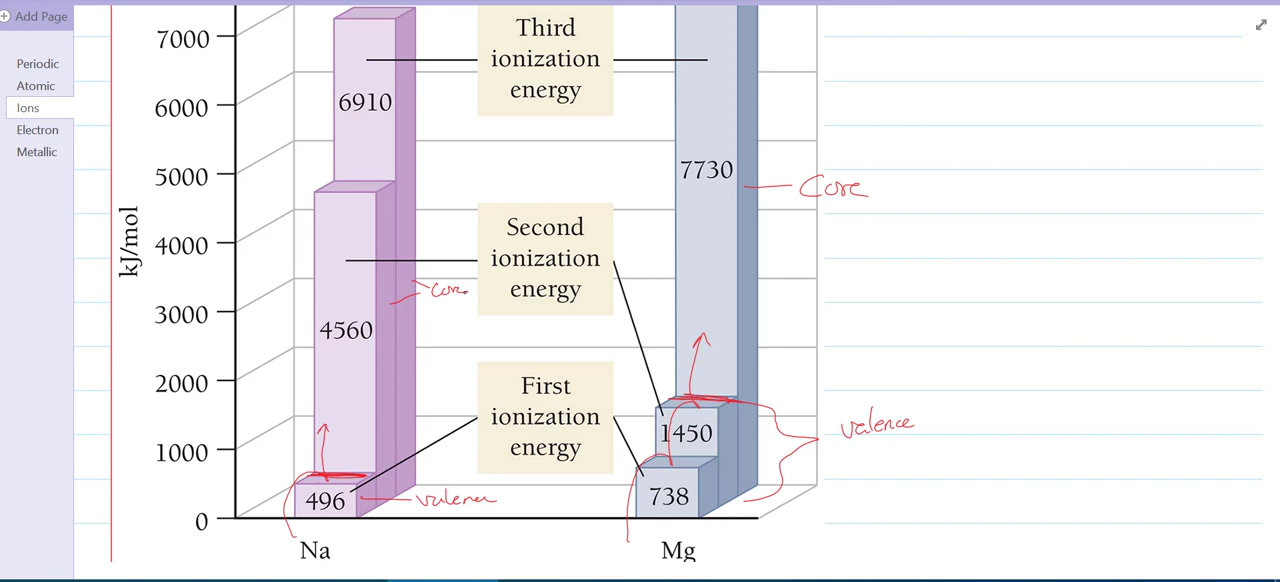 Add Page
Periodic
Atomic
Ions
Electron
Metallic
kJ/mol
7000
6000
5000
4000
3000
2000
1000
0
Third
ionization
energy
Second
ionization
energy
First
ionization
energy
6910
4560
496
7730
1450
738
Core
Core
valence
valence
Na
Mg